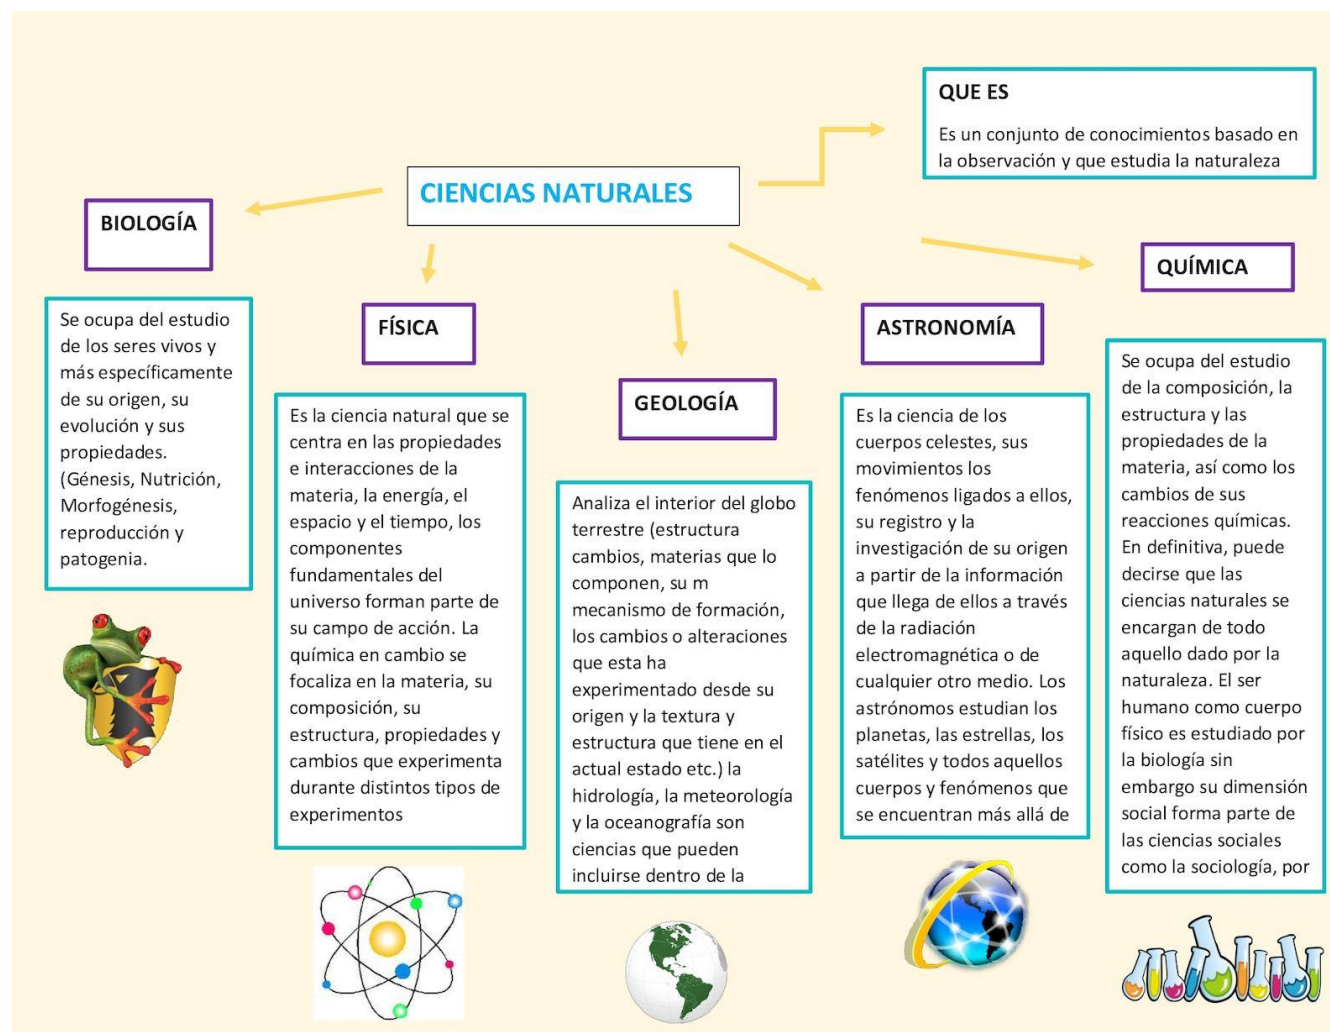 QUE ES
Es un conjunto de conocimientos basado en
la observación y que estudia la naturaleza
CIENCIAS NATURALES
BIOLOGÍA
Se ocupa del estudio
de los seres vivos y
más específicamente
de su origen, su
evolución y sus
propiedades.
(Génesis, Nutrición,
Morfogénesis,
reproducción y
patogenia.
FÍSICA
Es la ciencia natural que se
centra en las propiedades
e interacciones de la
materia, la energía, el
espacio y el tiempo, los
componentes
fundamentales del
universo forman parte de
su campo de acción. La
química en cambio se
focaliza en la materia, su
composición, su
estructura, propiedades y
cambios que experimenta
durante distintos tipos de
experimentos
GEOLOGÍA
Analiza el interior del globo
terrestre (estructura
cambios, materias que lo
componen, su m
mecanismo de formación,
los cambios o alteraciones
que esta ha
experimentado desde su
origen y la textura y
estructura que tiene en el
actual estado etc.) la
hidrología, la meteorología
y la oceanografía son
ciencias que pueden
incluirse dentro de la
ASTRONOMÍA
Es la ciencia de los
cuerpos celestes, sus
movimientos los
fenómenos ligados a ellos,
su registro y la
investigación de su origen
a partir de la información
que llega de ellos a través
de la radiación
electromagnética o de
cualquier otro medio. Los
astrónomos estudian los
planetas, las estrellas, los
satélites y todos aquellos
cuerpos y fenómenos que
se encuentran más allá de
QUÍMICA
Se ocupa del estudio
de la composición, la
estructura y las
propiedades de la
materia, así como los
cambios de sus
reacciones químicas.
En definitiva, puede
decirse que las
ciencias naturales se
encargan de todo
aquello dado por la
naturaleza. El ser
humano como cuerpo
físico es estudiado por
la biología sin
embargo su dimensión
social forma parte de
las ciencias sociales
como la sociología, por